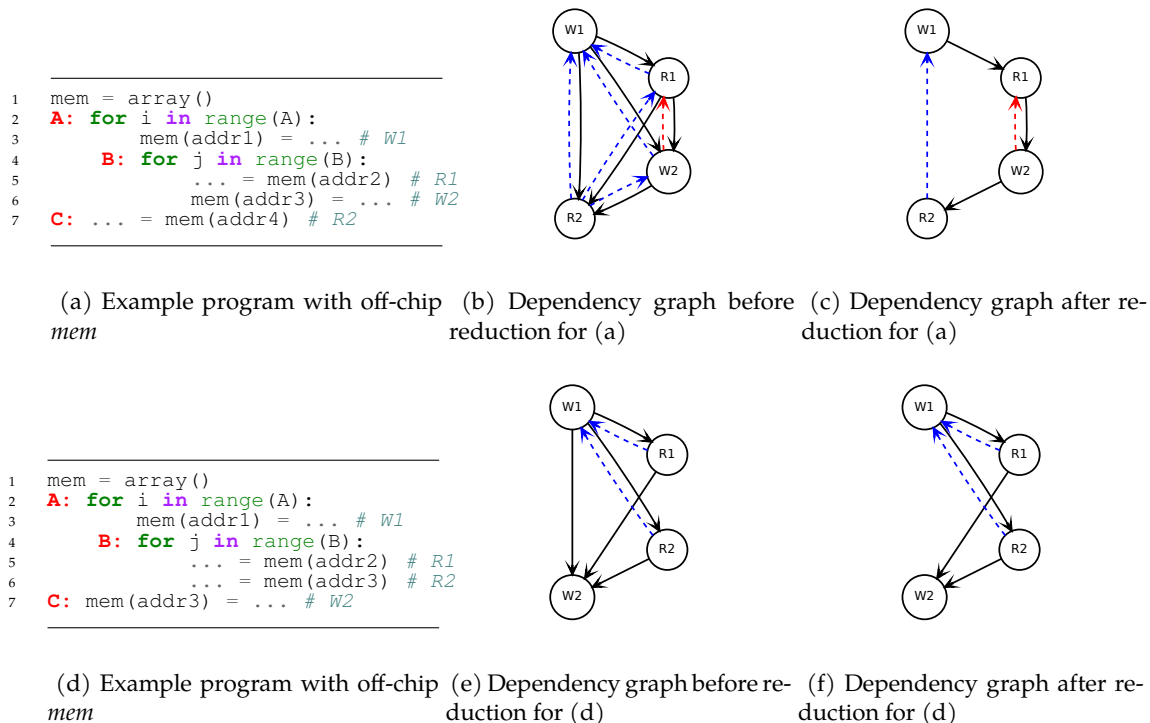 1 mem = array()
2 A: for i in range(A):
3 mem(addr1) = ... # W1
4 B: for j in range(B):
5 ... = mem(addr2) # R1
6 mem(addr3) = ... # W2
7 C: ... = mem(addr4) # R2
W1
R1
W2
R2
W1
R1
W2
R2
(a) Example program with off-chip
mem
(b) Dependency graph before
reduction for (a)
(c) Dependency graph after re-
duction for (a)
1 mem = array()
2 A: for i in range(A):
3 mem(addr1) = ... # W1
4 B: for j in range(B):
5 ... = mem(addr2) # R1
6 ... = mem(addr3) # R2
7 C: mem(addr3) = ... # W2
W1
R1
R2
W2
W1
R1
R2
W2
(d) Example program with off-chip
mem
(e) Dependency graph before re-
duction for (d)
(f) Dependency graph after re-
duction for (d)